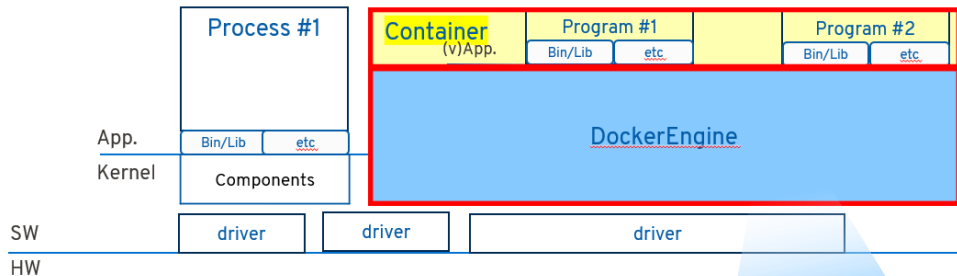 Process #1
Container
(v)App.
Program #1
Bin/Lib
etc
Program #2
Bin/Lib
etc
DockerEngine
App.
Bin/Lib
etc
Kernel
Components
SW
driver
driver
driver
HW